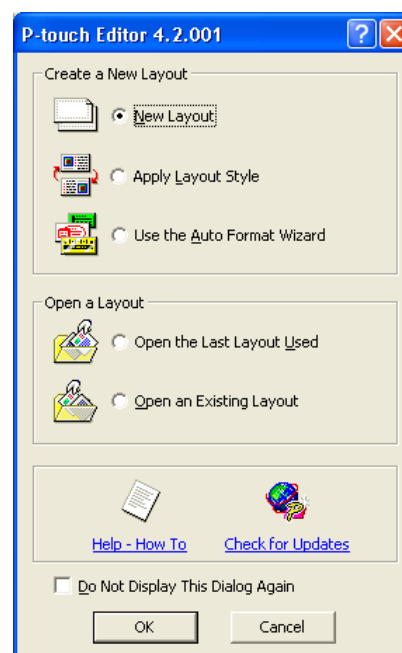 P-touch Editor 4.2.001
Create a New Layout
New Layout
Apply Layout Style
Use the Auto Format Wizard
Open a Layout
Open the Last Layout Used
Open an Existing Layout
Help - How To Check for Updates
Do Not Display This Dialog Again
OK Cancel